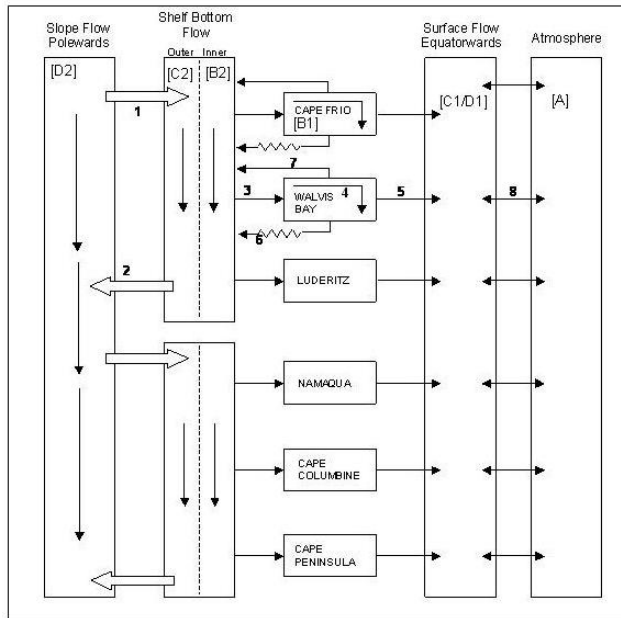 Slope Flow
Polewards
Shelf Bottom
Flow
Outer Inner
Surface Flow
Equatorwards
Atmosphere
[D2]
[C2] [B2]
[C1/D1]
[A]
1
CAPE FRIO
[B1]
7
3
WALVIS
BAY
4
5
8
6
2
LUDERITZ
NAMAQUA
CAPE
COLUMBINE
CAPE
PENINSULA